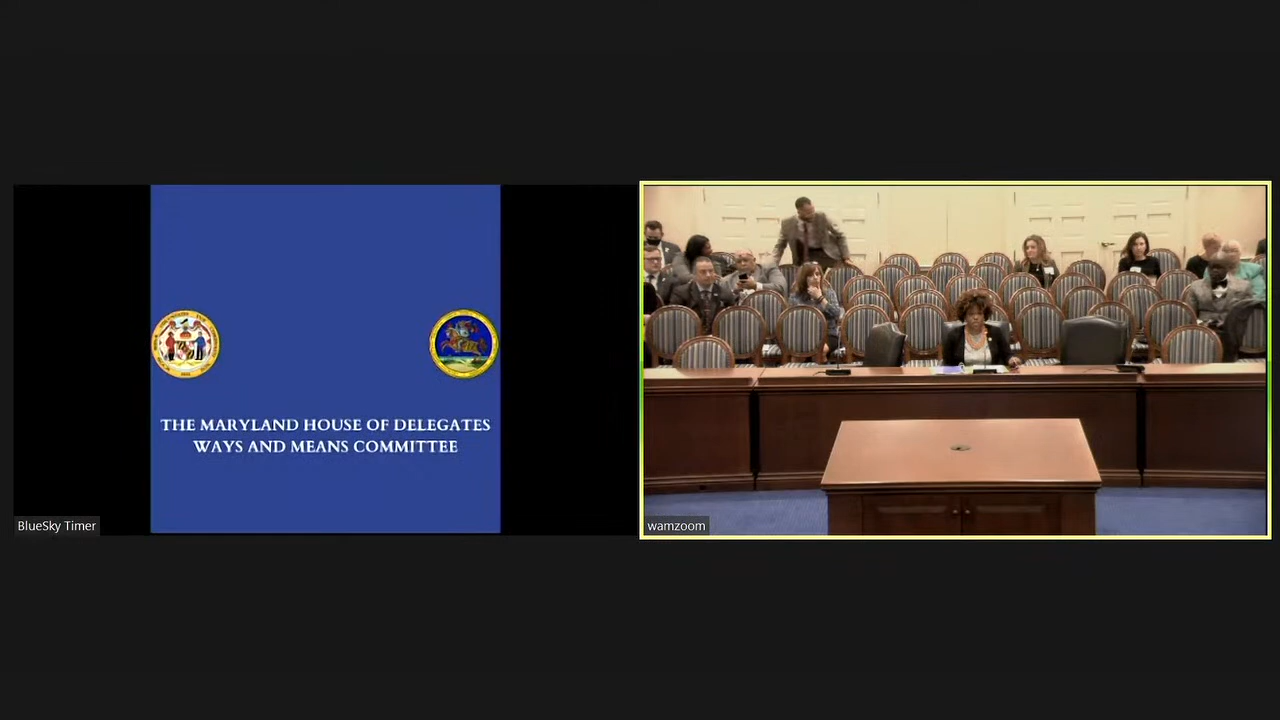 THE MARYLAND HOUSE OF DELEGATES
WAYS AND MEANS COMMITTEE
BlueSky Timer
wamzoom